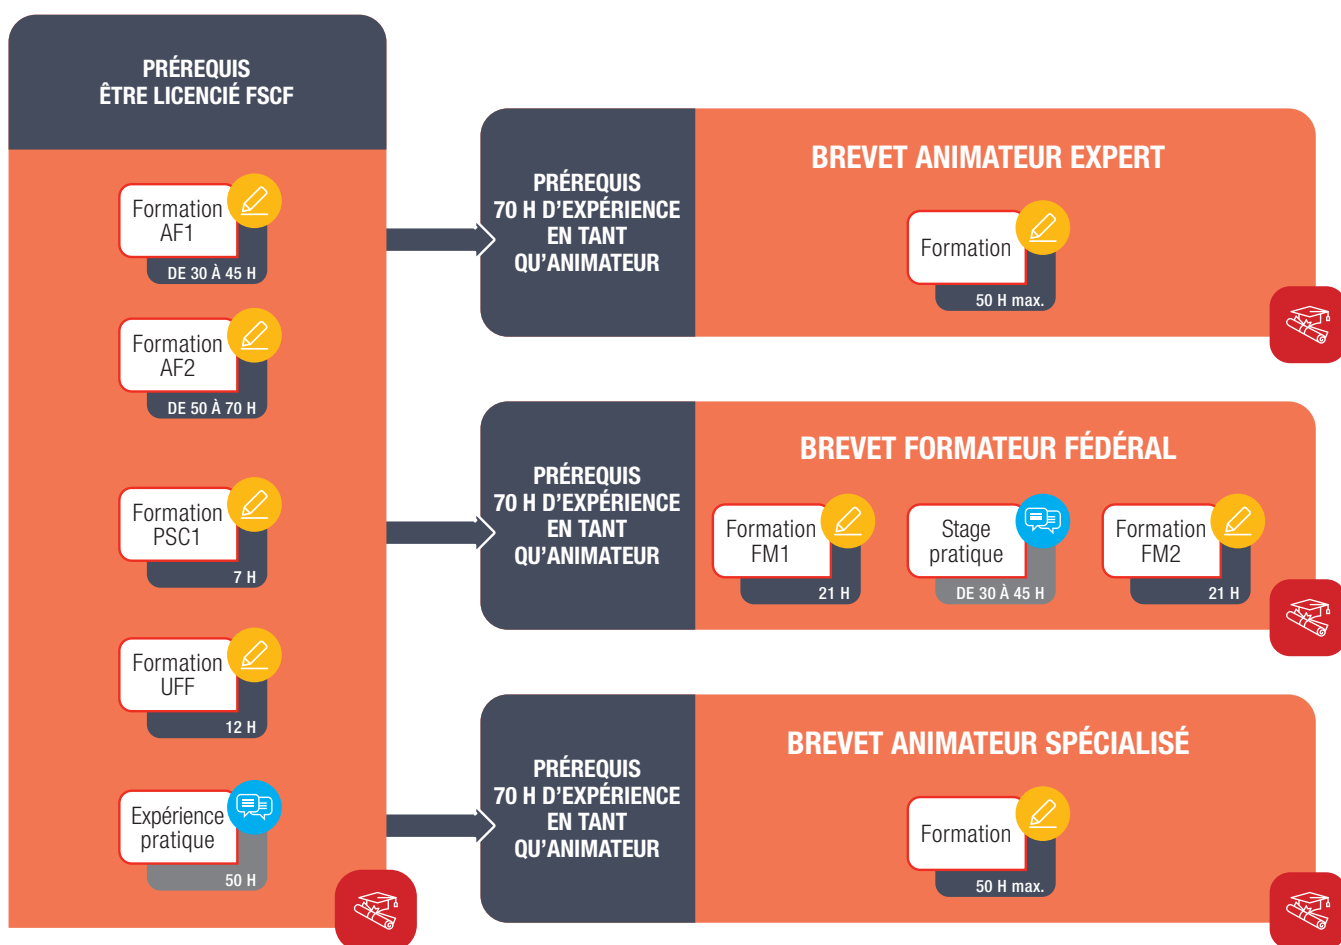 PRÉREQUIS
ÊTRE LICENCIÉ FSCF
Formation
AF1
DE 30 À 45 H
Formation
AF2
DE 50 À 70 H
Formation
PSC1
7 H
Formation
UFF
12 H
Expérience
pratique
50 H
PRÉREQUIS
70 H D’EXPÉRIENCE
EN TANT
QU’ANIMATEUR
BREVET ANIMATEUR EXPERT
Formation
50 H max.
PRÉREQUIS
70 H D’EXPÉRIENCE
EN TANT
QU’ANIMATEUR
BREVET FORMATEUR FÉDÉRAL
Formation
FM1
21 H
Stage
pratique
DE 30 À 45 H
Formation
FM2
21 H
PRÉREQUIS
70 H D’EXPÉRIENCE
EN TANT
QU’ANIMATEUR
BREVET ANIMATEUR SPÉCIALISÉ
Formation
50 H max.